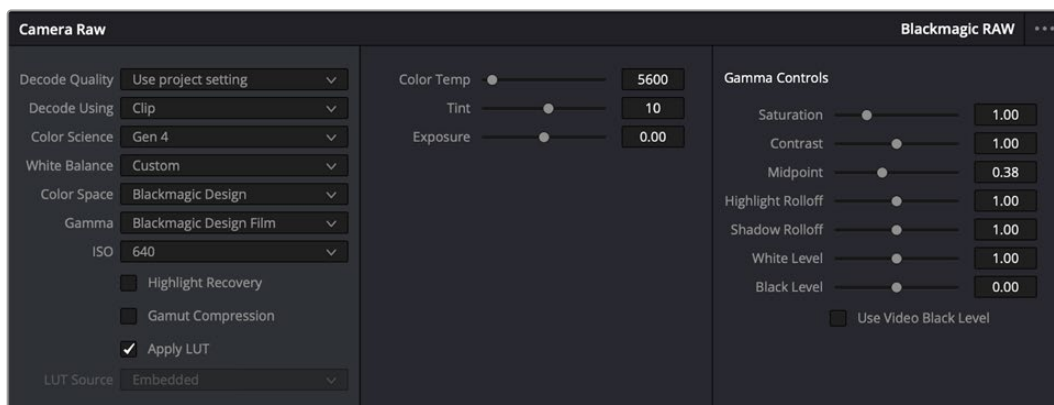 Camera Raw
Blackmagic RAW
Decode Quality Use project setting
Decode Using Clip
Color Science Gen 4
White Balance Custom
Color Space Blackmagic Design
Gamma Blackmagic Design Film
ISO 640
Highlight Recovery
Gamut Compression
Apply LUT
LUT Source Embedded
Color Temp 5600
Tint 10
Exposure 0.00
Gamma Controls
Saturation 1.00
Contrast 1.00
Midpoint 0.38
Highlight Rolloff 1.00
Shadow Rolloff 1.00
White Level 1.00
Black Level 0.00
Use Video Black Level